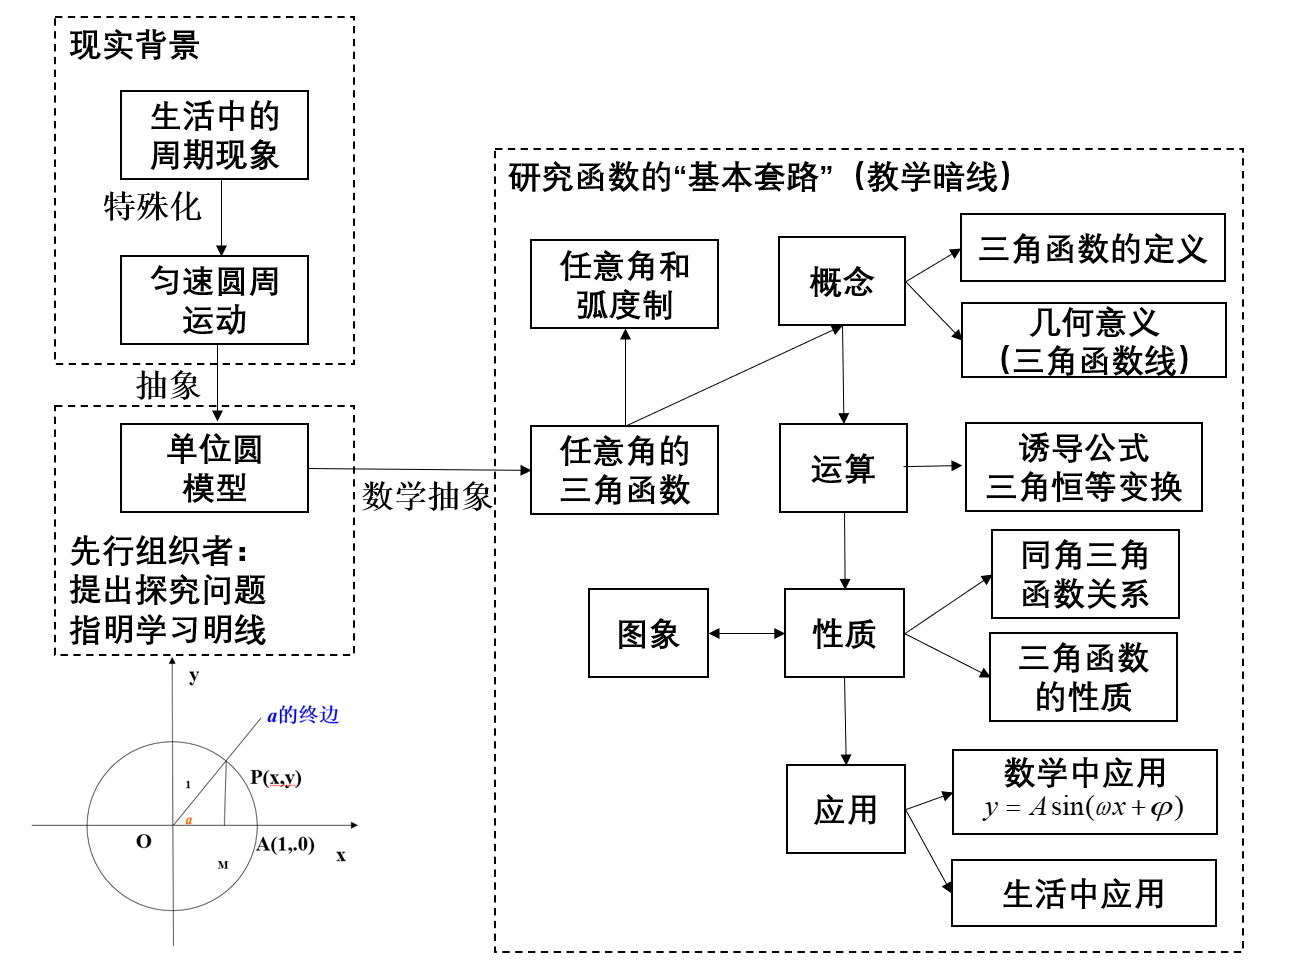 现实背景
生活中的
周期现象
特殊化
匀速圆周
运动
抽象
单位圆
模型
先行组织者:
提出探究问题
指明学习明线
数学抽象
研究函数的“基本套路”（教学暗线）
任意角和
弧度制
任意角的
三角函数
概念
三角函数的定义
几何意义
（三角函数线）
运算
诱导公式
三角恒等变换
图象
性质
同角三角
函数关系
三角函数
的性质
应用
数学中应用
y = A sin(ωx + φ)
生活中应用
y
a的终边
1
P(x,y)
a
O
A(1,.0)
M
x